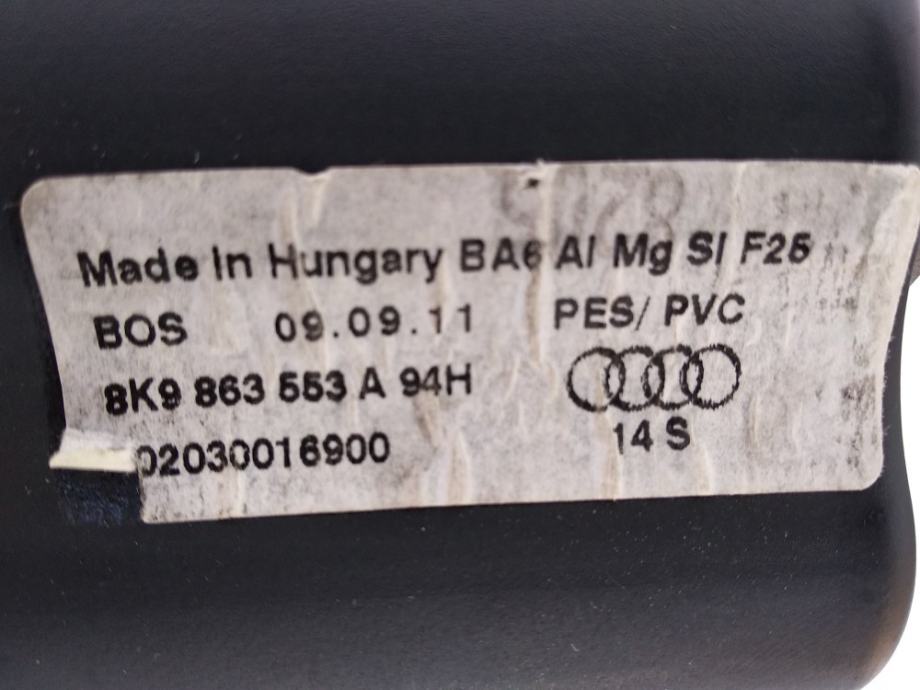 Made In Hungary BA6 Al Mg SI F25
BOS 09.09.11 PES/ PVC
8K9 863 553 A 94H
02030016900 14 S